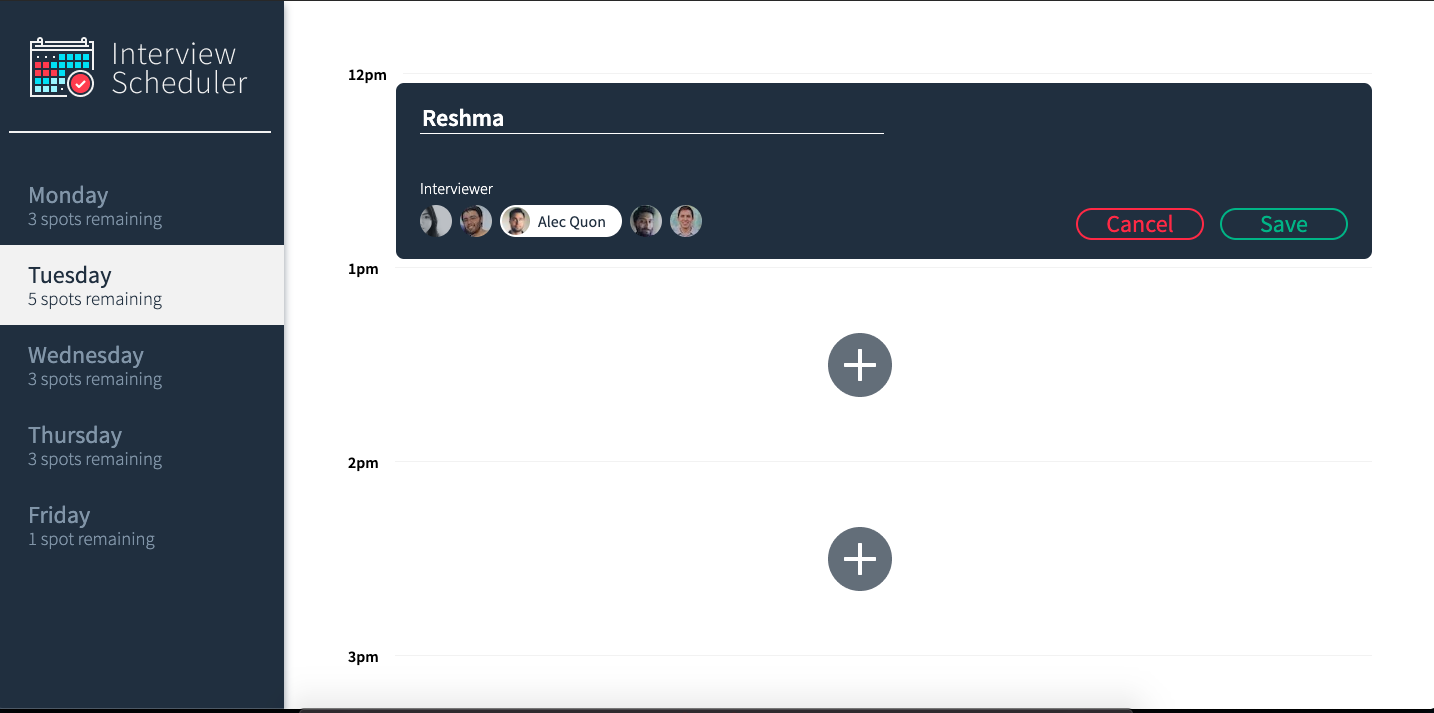 Interview
Scheduler
Monday
3 spots remaining
Tuesday
5 spots remaining
Wednesday
3 spots remaining
Thursday
3 spots remaining
Friday
1 spot remaining
12pm
Reshma
Interviewer
Alec Quon
Cancel
Save
1pm
2pm
3pm